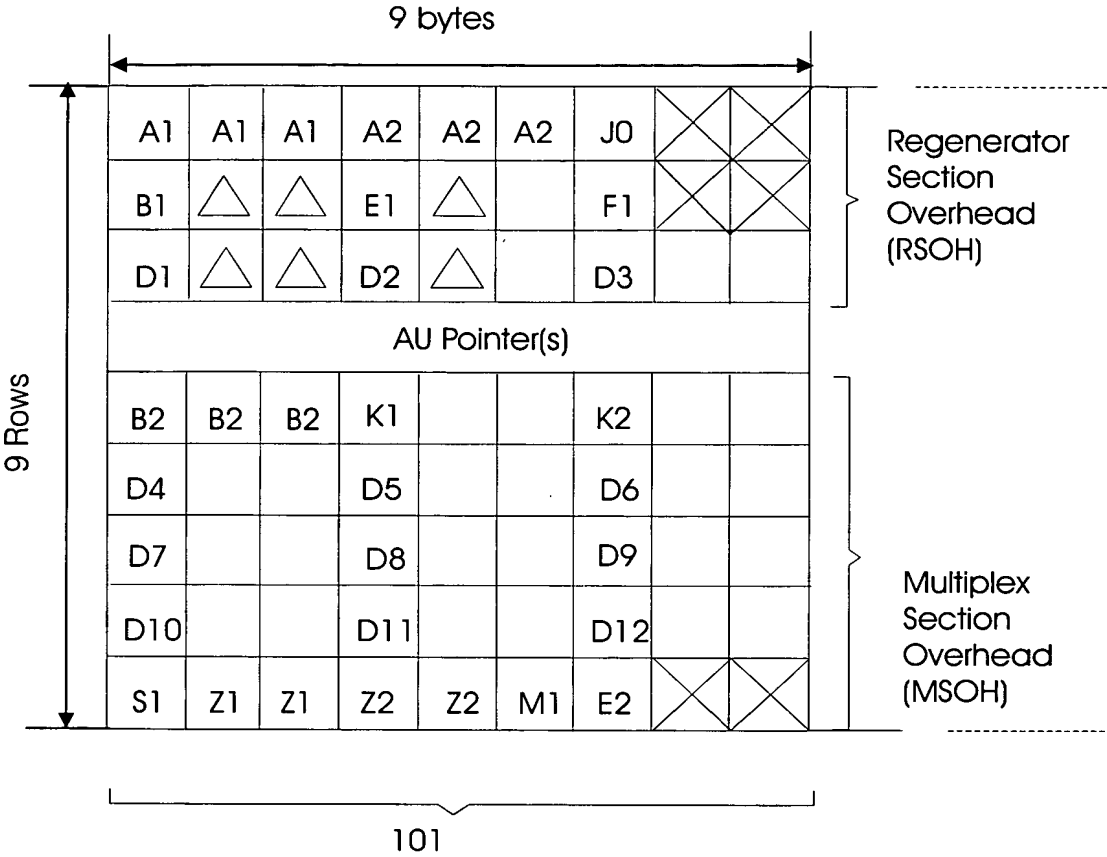 9 bytes
A1 A1 A1 A2 A2 A2 J0
B1 E1 F1
D1 D2 D3
Regenerator
Section
Overhead
(RSOH)
AU Pointer(s)
9 Rows
B2 B2 B2 K1 K2
D4 D5 D6
D7 D8 D9
D10 D11 D12
S1 Z1 Z1 Z2 Z2 M1 E2
Multiplex
Section
Overhead
(MSOH)
101